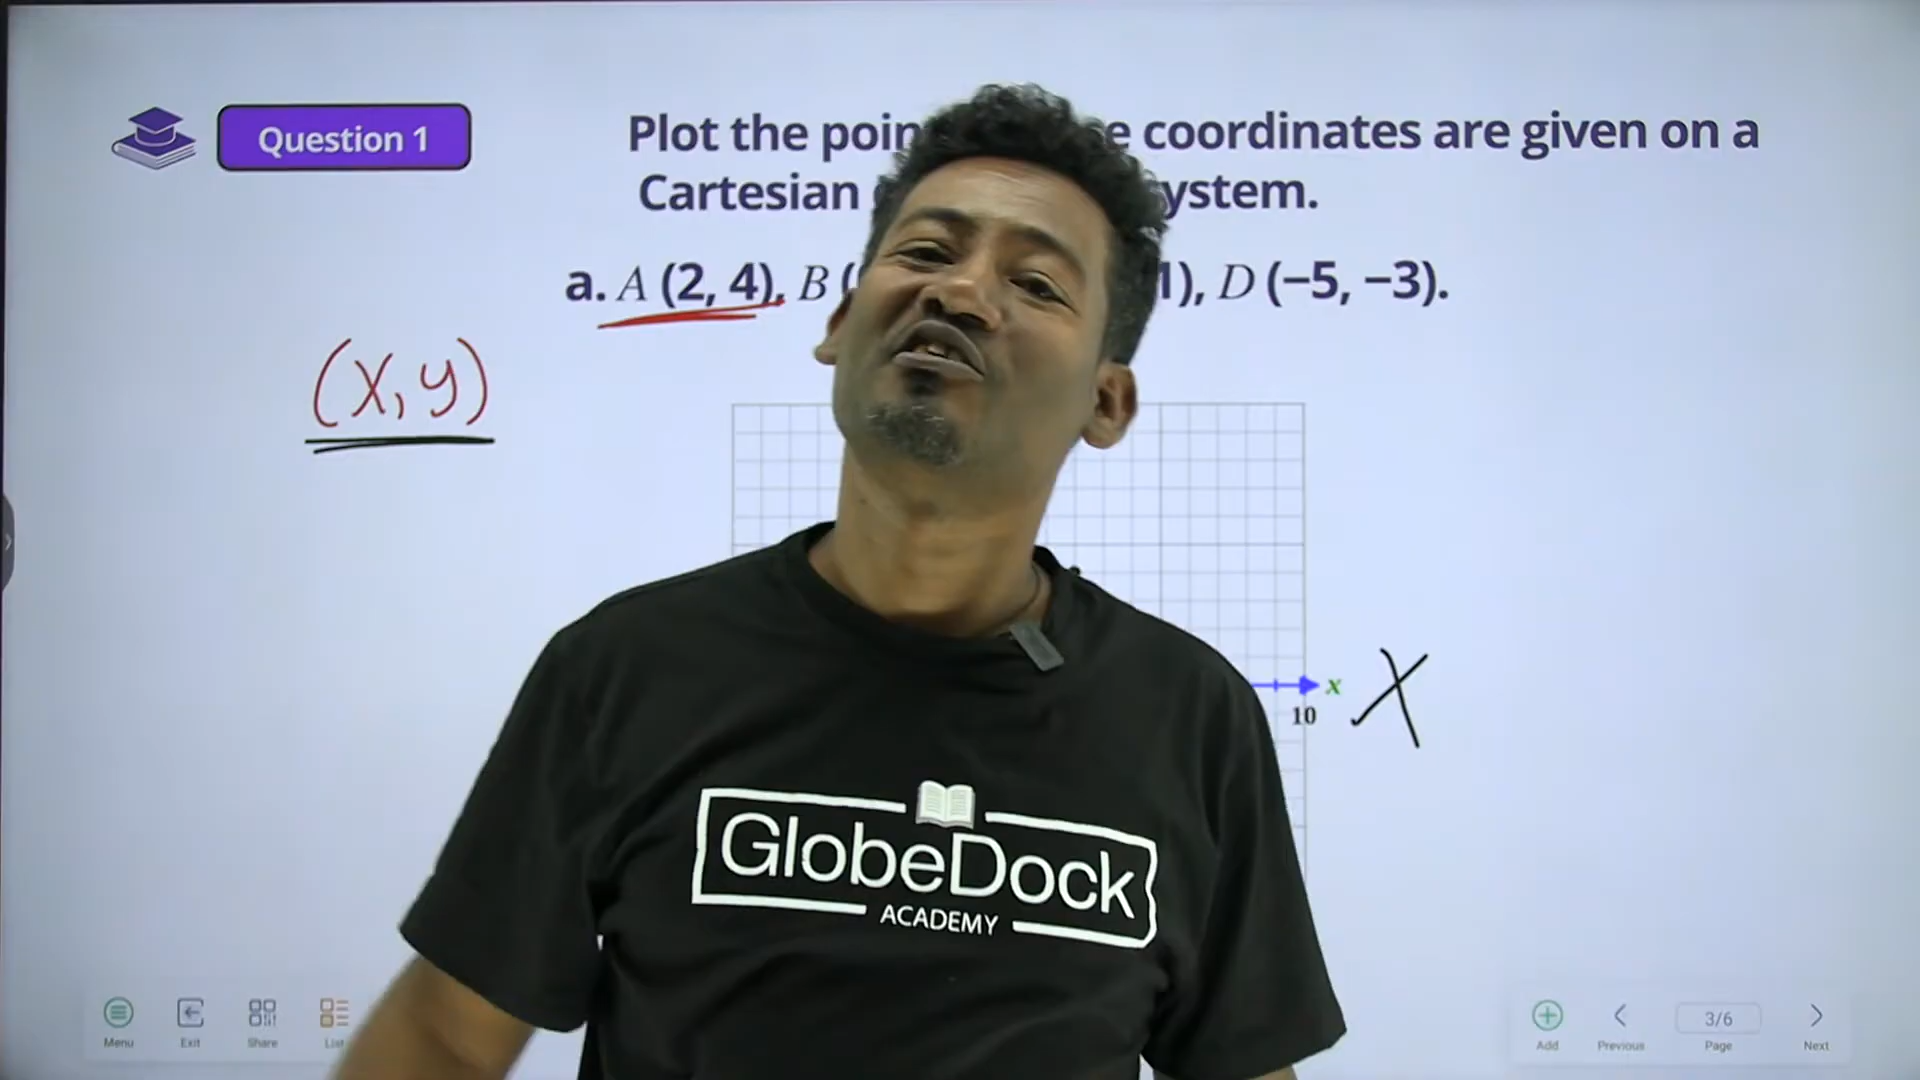 Question 1
Plot the poin e coordinates are given on a
Cartesian ystem.
a. A (2, 4), B ( 1), D (−5, −3).
(x, y)
x
10
X
GlobeDock
ACADEMY
Menu
Exit
Share
List
Add
Previous
3/6
Page
Next